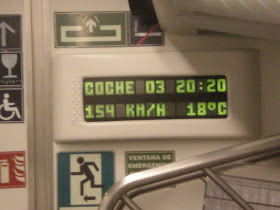 COCHE 03 20:20
154 KM/H 18°C
VENTANA DE
EMERGENCIA